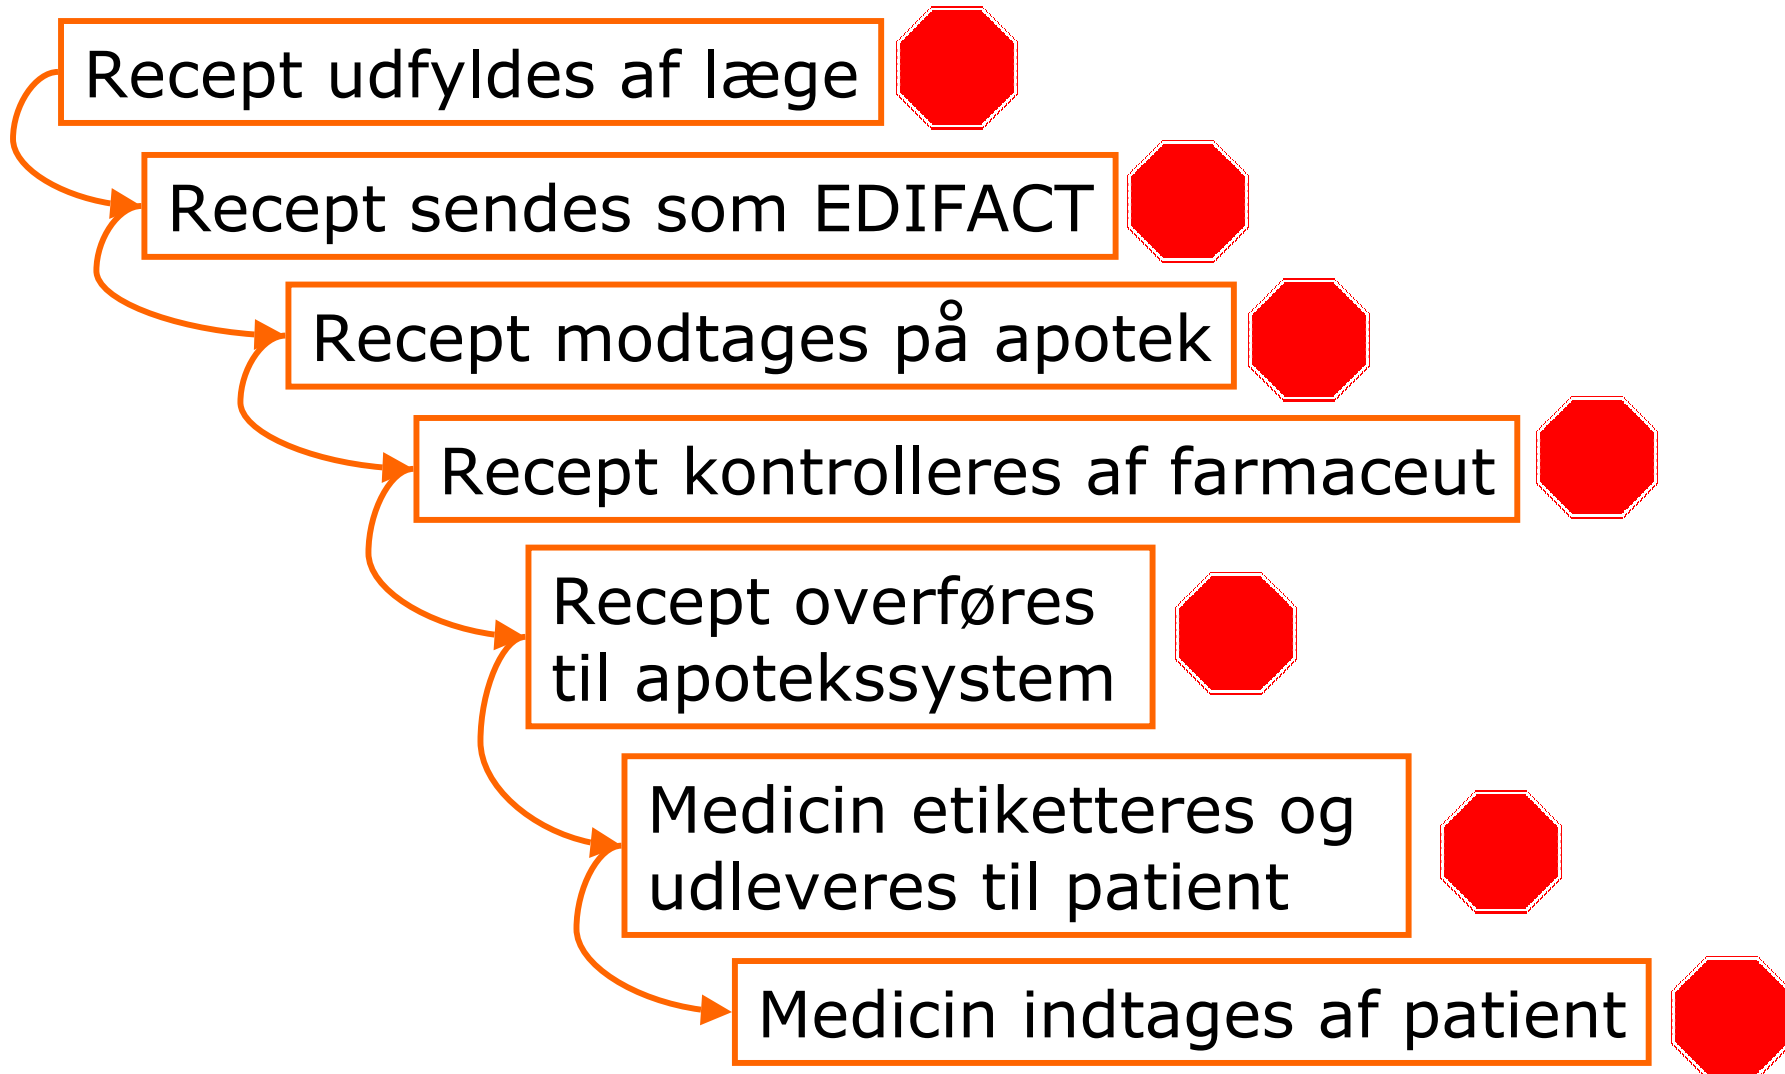 Recept udfyldes af læge
Recept sendes som EDIFACT
Recept modtages på apotek
Recept kontrolleres af farmaceut
Recept overføres
til apotekssystem
Medicin etiketteres og
udleveres til patient
Medicin indtages af patient